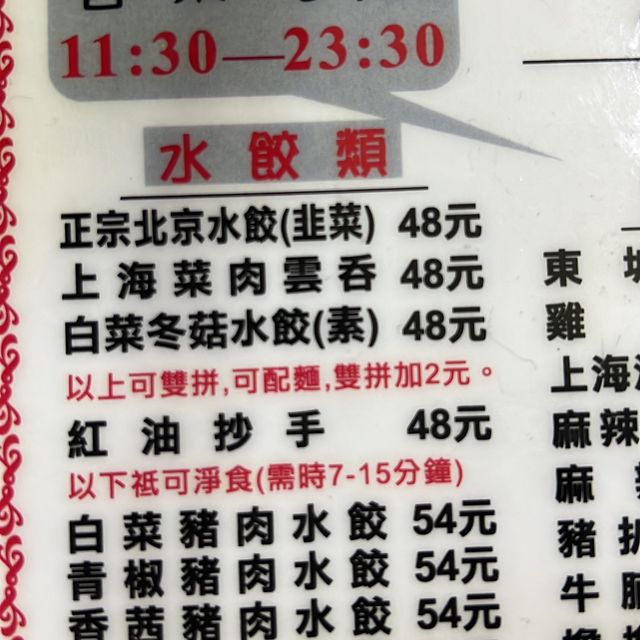 11:30—23:30
水餃類
正宗北京水餃(韭菜) 48元
上海菜肉雲呑 48元
白菜冬菇水餃(素) 48元
以上可雙拼,可配麵,雙拼加2元。
紅油抄手 48元
以下祗可淨食(需時7-15分鐘)
白菜豬肉水餃 54元
青椒豬肉水餃 54元
香茜豬肉水餃 54元
東
雞
上海
麻辣
麻
豬
牛